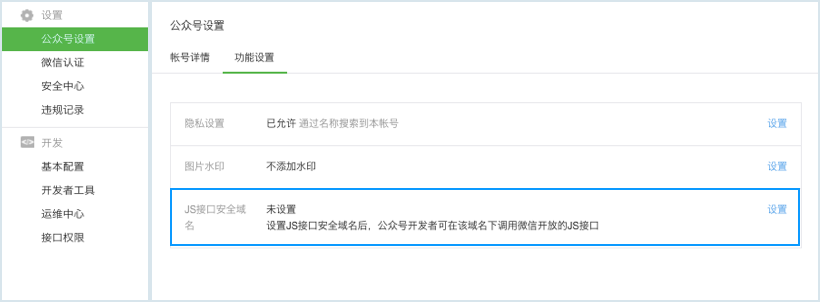 设置
公众号设置
微信认证
安全中心
违规记录
开发
基本配置
开发者工具
运维中心
接口权限
公众号设置
帐号详情 功能设置
隐私设置 已允许 通过名称搜索到本帐号 设置
图片水印 不添加水印 设置
JS接口安全域 未设置 设置
名 设置JS接口安全域名后，公众号开发者可在该域名下调用微信开放的JS接口